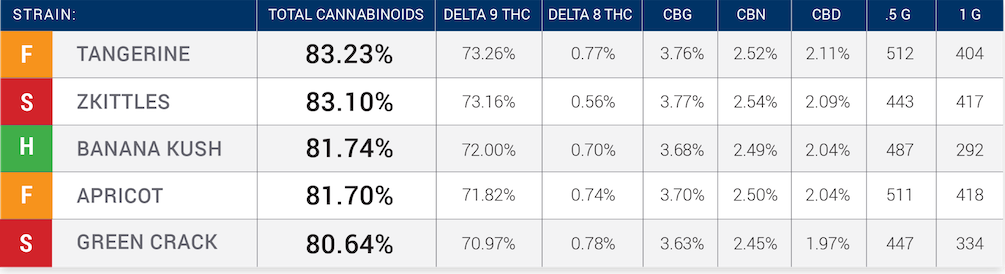 STRAIN: TOTAL CANNABINOIDS DELTA 9 THC DELTA 8 THC CBG CBN CBD .5 G 1 G
F TANGERINE 83.23% 73.26% 0.77% 3.76% 2.52% 2.11% 512 404
S ZKITTLES 83.10% 73.16% 0.56% 3.77% 2.54% 2.09% 443 417
H BANANA KUSH 81.74% 72.00% 0.70% 3.68% 2.49% 2.04% 487 292
F APRICOT 81.70% 71.82% 0.74% 3.70% 2.50% 2.04% 511 418
S GREEN CRACK 80.64% 70.97% 0.78% 3.63% 2.45% 1.97% 447 334